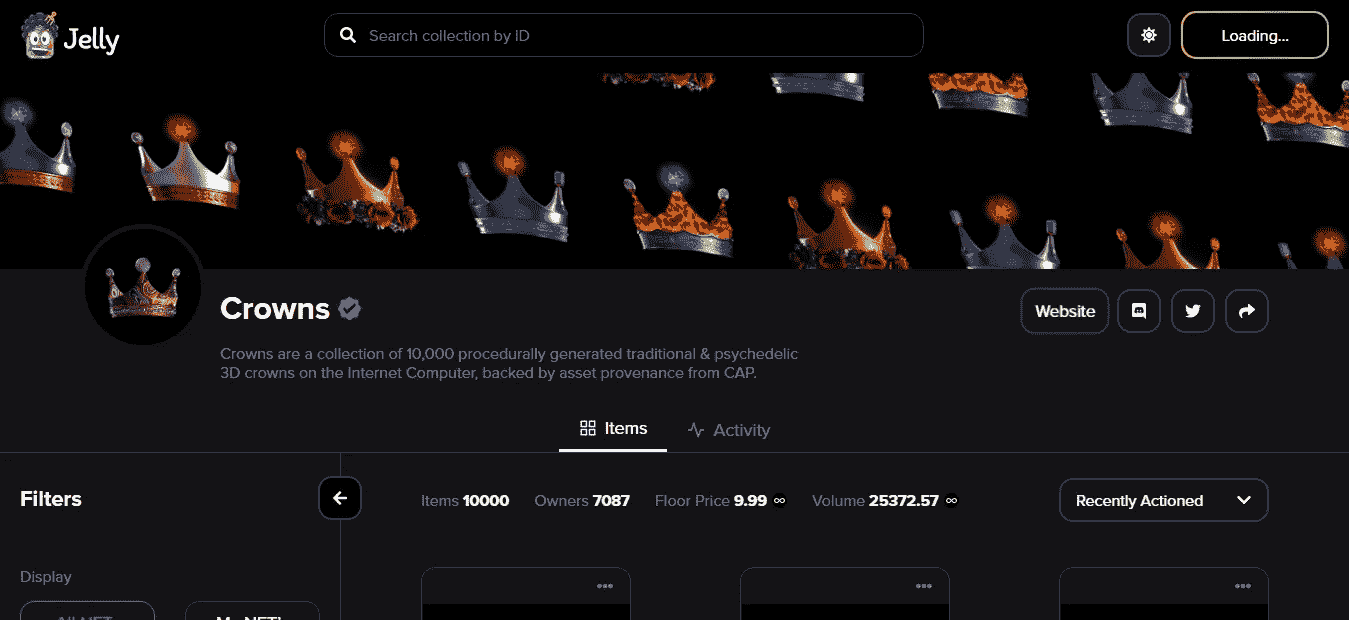 Jelly
Search collection by ID
Loading...
Crowns
Website
Crowns are a collection of 10,000 procedurally generated traditional & psychedelic
3D crowns on the Internet Computer, backed by asset provenance from CAP.
Items
Activity
Filters
Items 10000 Owners 7087 Floor Price 9.99 ∞ Volume 25372.57 ∞
Recently Actioned
Display